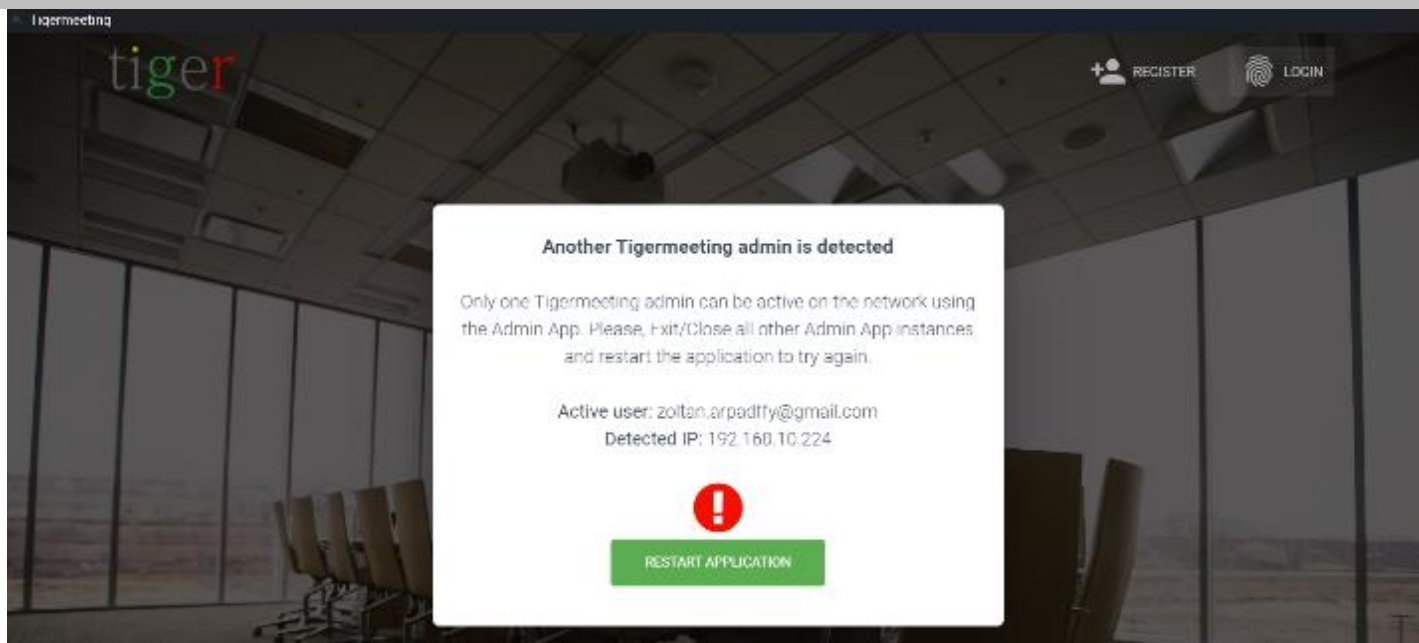 Tigermeeting
tiger
REGISTER
LOGIN
Another Tigermeeting admin is detected
Only one Tigermeeting admin can be active on the network using
the Admin App. Please, Exit/Close all other Admin App instances
and restart the application to try again.
Active user: zoltan.arpadffy@gmail.com
Detected IP: 192.168.10.224
RESTART APPLICATION